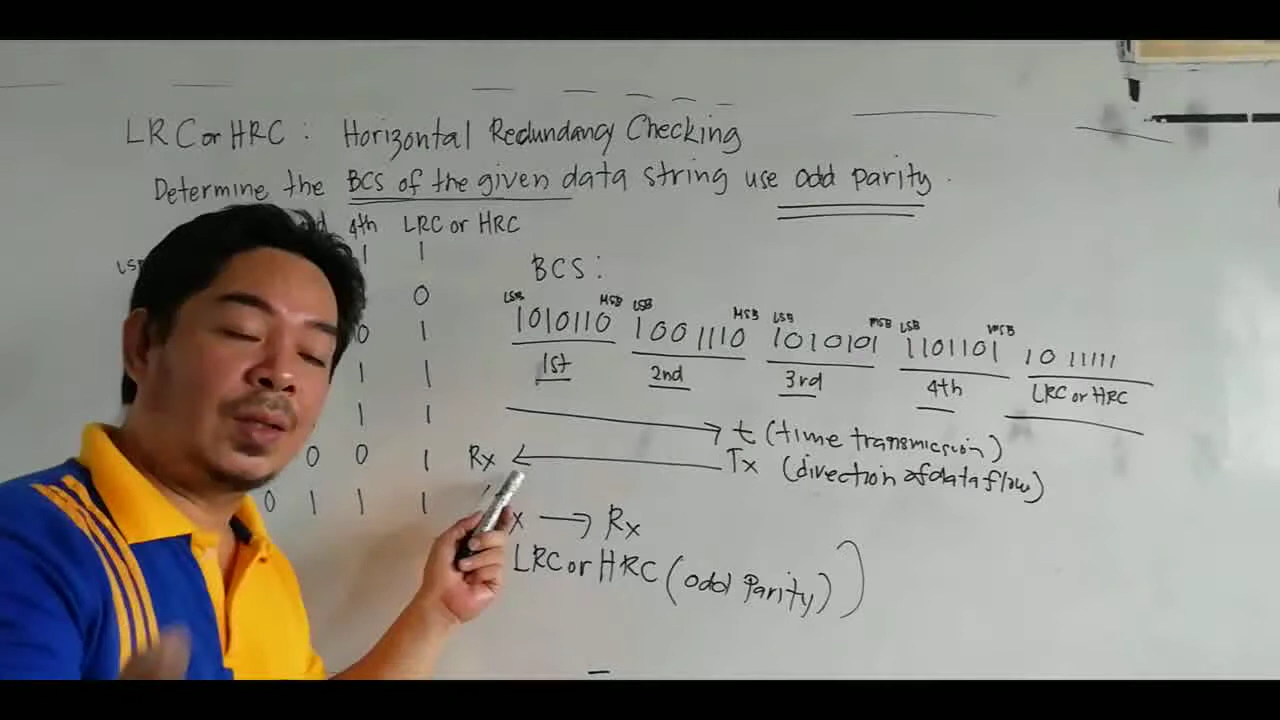 LRC or HRC : Horizontal Redundancy Checking
Determine the BCS of the given data string use odd parity.
4th LRC or HRC
LSB 1 1
0
0 1
1 1
1 1
0 0 1
0 1 1 1
BCS :
LSB MSB LSB MSB LSB MSB LSB MSB
1010110 1001110 1010101 1101101 1011111
1st 2nd 3rd 4th LRC or HRC
t (time transmission)
Rx Tx (direction of data flow)
x → Rx
LRC or HRC (odd parity))